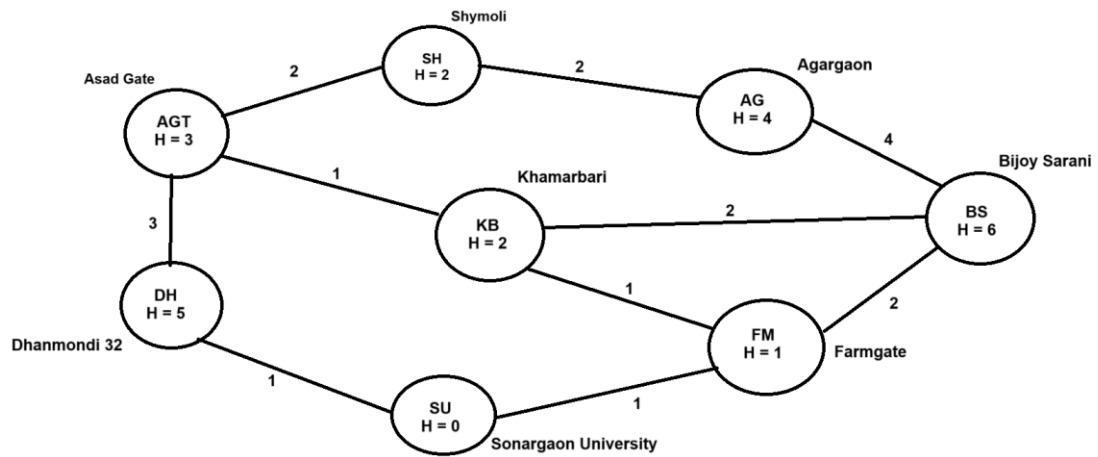 Shymoli
SH
H = 2
2
2
Asad Gate
AGT
H = 3
Agargaon
AG
H = 4
4
Bijoy Sarani
BS
H = 6
1
Khamarbari
KB
H = 2
2
3
1
2
DH
H = 5
Dhanmondi 32
FM
H = 1
Farmgate
1
SU
H = 0
1
Sonargaon University